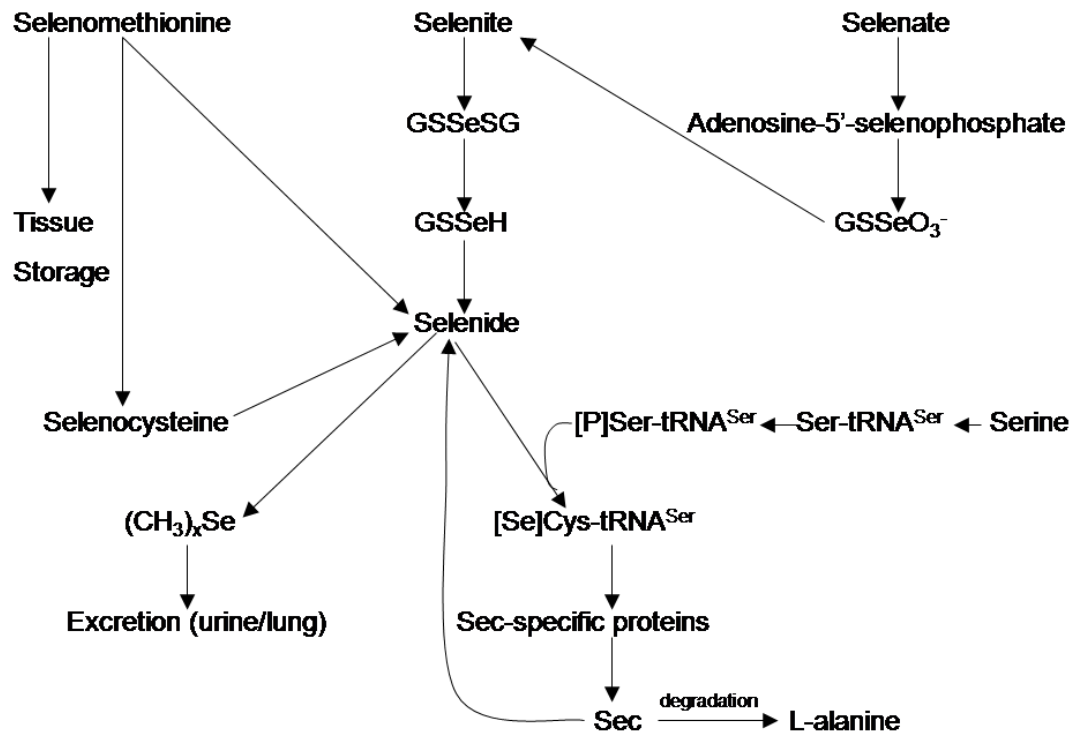 Selenomethionine Selenite Selenate
GSSeSG Adenosine-5’-selenophosphate
Tissue GSSeH GSSeO₃⁻
Storage
Selenide
Selenocysteine [P]Ser-tRNAˢᵉʳ Ser-tRNAˢᵉʳ Serine
(CH₃)ₓSe [Se]Cys-tRNAˢᵉʳ
Excretion (urine/lung) Sec-specific proteins
degradation
Sec L-alanine